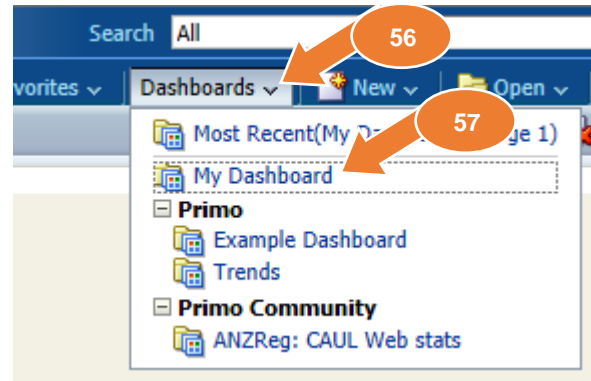 Search All
56
vorites Dashboards New Open
57
Most Recent(My Da ge 1)
My Dashboard
Primo
Example Dashboard
Trends
Primo Community
ANZReg: CAUL Web stats